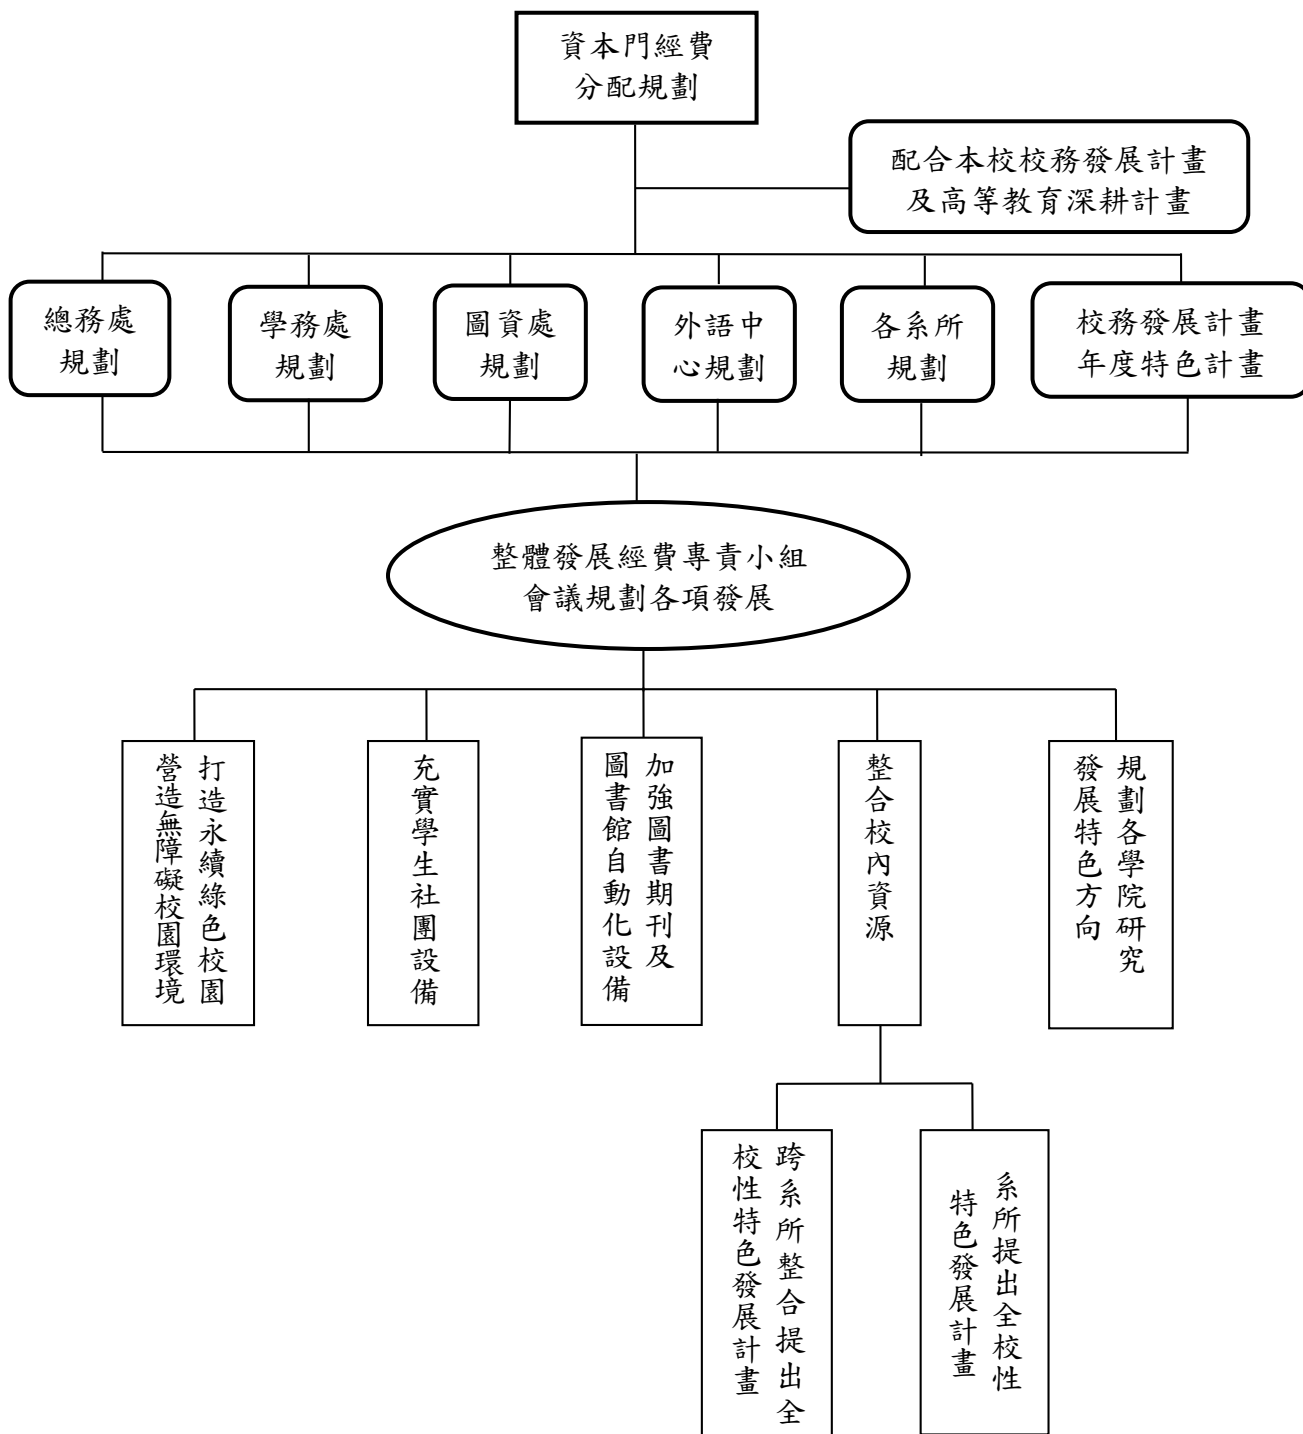 資本門經費
分配規劃
配合本校校務發展計畫
及高等教育深耕計畫
總務處
規劃
學務處
規劃
圖資處
規劃
外語中
心規劃
各系所
規劃
校務發展計畫
年度特色計畫
整體發展經費專責小組
會議規劃各項發展
打造永續綠色校園
營造無障礙校園環境
充實學生社團設備
加強圖書期刊及
圖書館自動化設備
整合校內資源
規劃各學院研究
發展特色方向
跨系所整合提出全
校性特色發展計畫
系所提出全校性
特色發展計畫